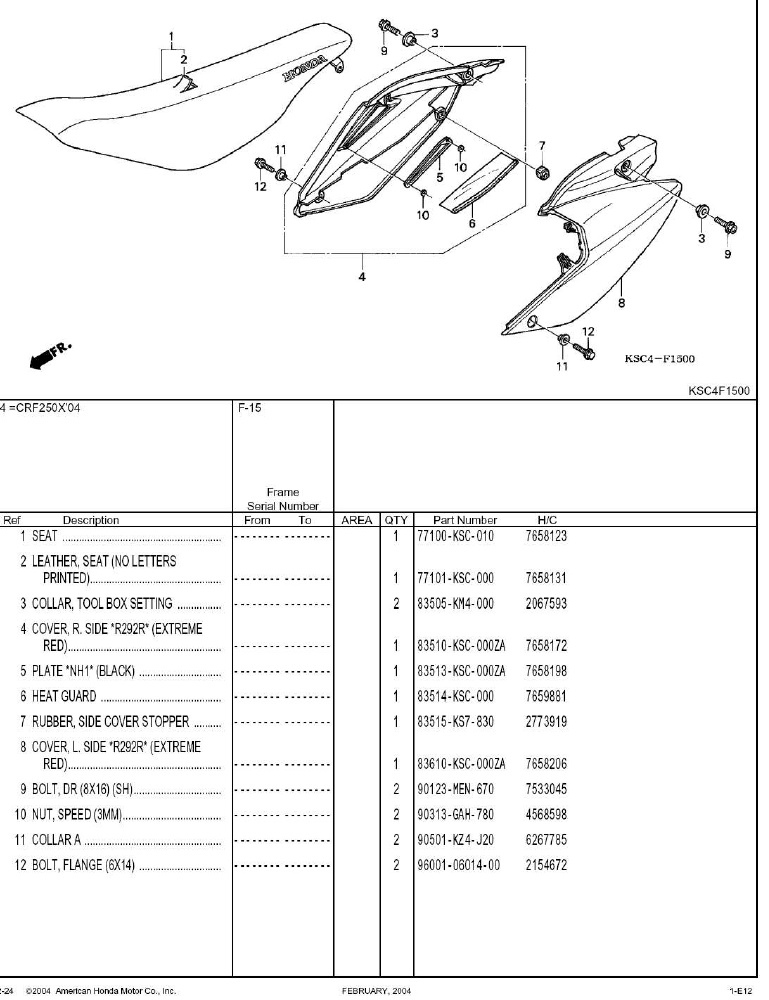 1
2
HONDA
9
3
11
12
10
5
10
6
7
4
3
9
8
12
11
FR.
KSC4-F1500
KSC4F1500
4 =CRF250X'04 F-15
Frame
Serial Number
Ref Description From To AREA QTY Part Number H/C
1 SEAT ........................................................ -------- -------- 1 77100-KSC-010 7658123
2 LEATHER, SEAT (NO LETTERS
PRINTED)............................................... -------- -------- 1 77101-KSC-000 7658131
3 COLLAR, TOOL BOX SETTING ................ -------- -------- 2 83505-KM4-000 2067593
4 COVER, R. SIDE *R292R* (EXTREME
RED)...................................................... -------- -------- 1 83510-KSC-000ZA 7658172
5 PLATE *NH1* (BLACK) .............................. -------- -------- 1 83513-KSC-000ZA 7658198
6 HEAT GUARD ........................................... -------- -------- 1 83514-KSC-000 7659881
7 RUBBER, SIDE COVER STOPPER .......... -------- -------- 1 83515-KS7-830 2773919
8 COVER, L. SIDE *R292R* (EXTREME
RED)...................................................... -------- -------- 1 83610-KSC-000ZA 7658206
9 BOLT, DR (8X16) (SH)................................ -------- -------- 2 90123-MEN-670 7533045
10 NUT, SPEED (3MM)................................... -------- -------- 2 90313-GAH-780 4568598
11 COLLAR A ................................................. -------- -------- 2 90501-KZ4-J20 6267785
12 BOLT, FLANGE (6X14) .............................. -------- -------- 2 96001-06014-00 2154672
2-24 ©2004 American Honda Motor Co., Inc. FEBRUARY, 2004 1-E12